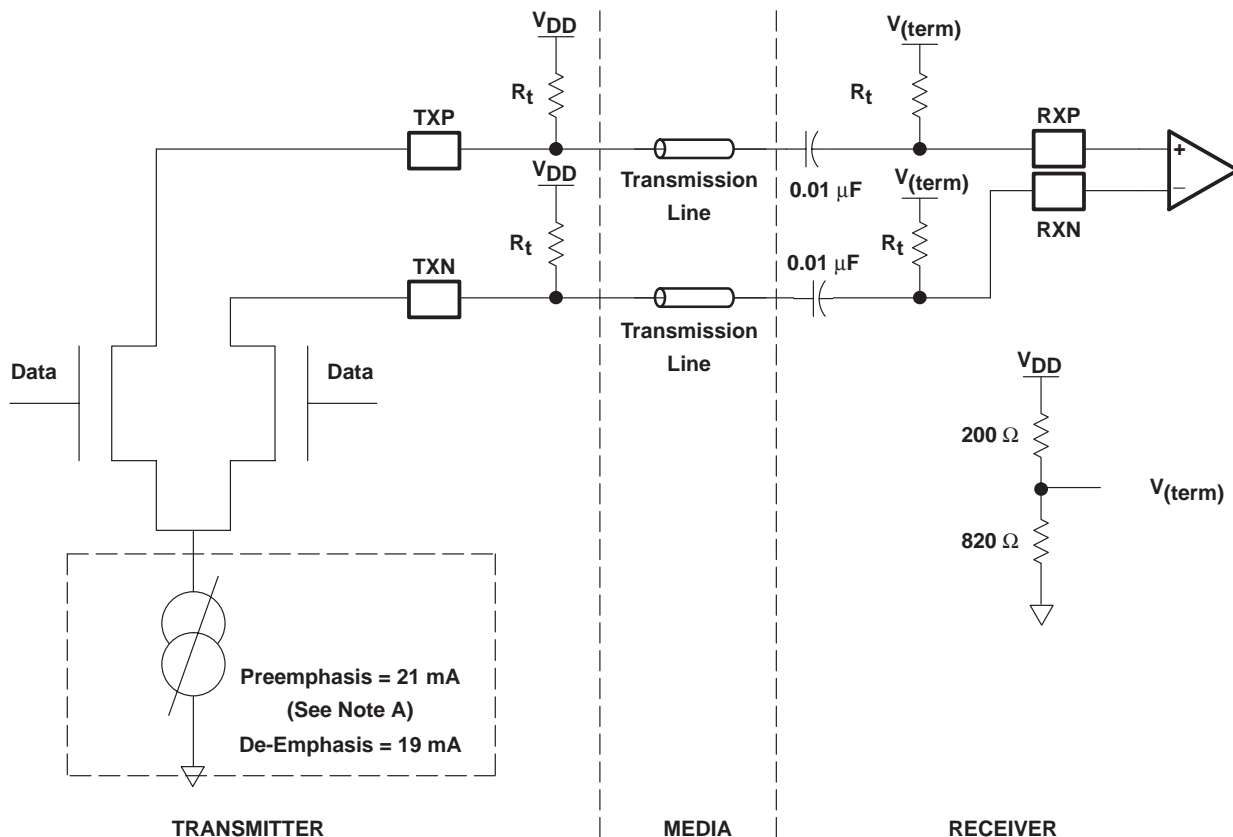 VDD
V(term)
Rt
Rt
TXP
RXP
VDD
+
Transmission
Line
0.01 μF
V(term)
−
RXN
Rt
Rt
TXN
0.01 μF
Transmission
Line
Data
Data
VDD
200 Ω
V(term)
820 Ω
Preemphasis = 21 mA
(See Note A)
De-Emphasis = 19 mA
TRANSMITTER
MEDIA
RECEIVER